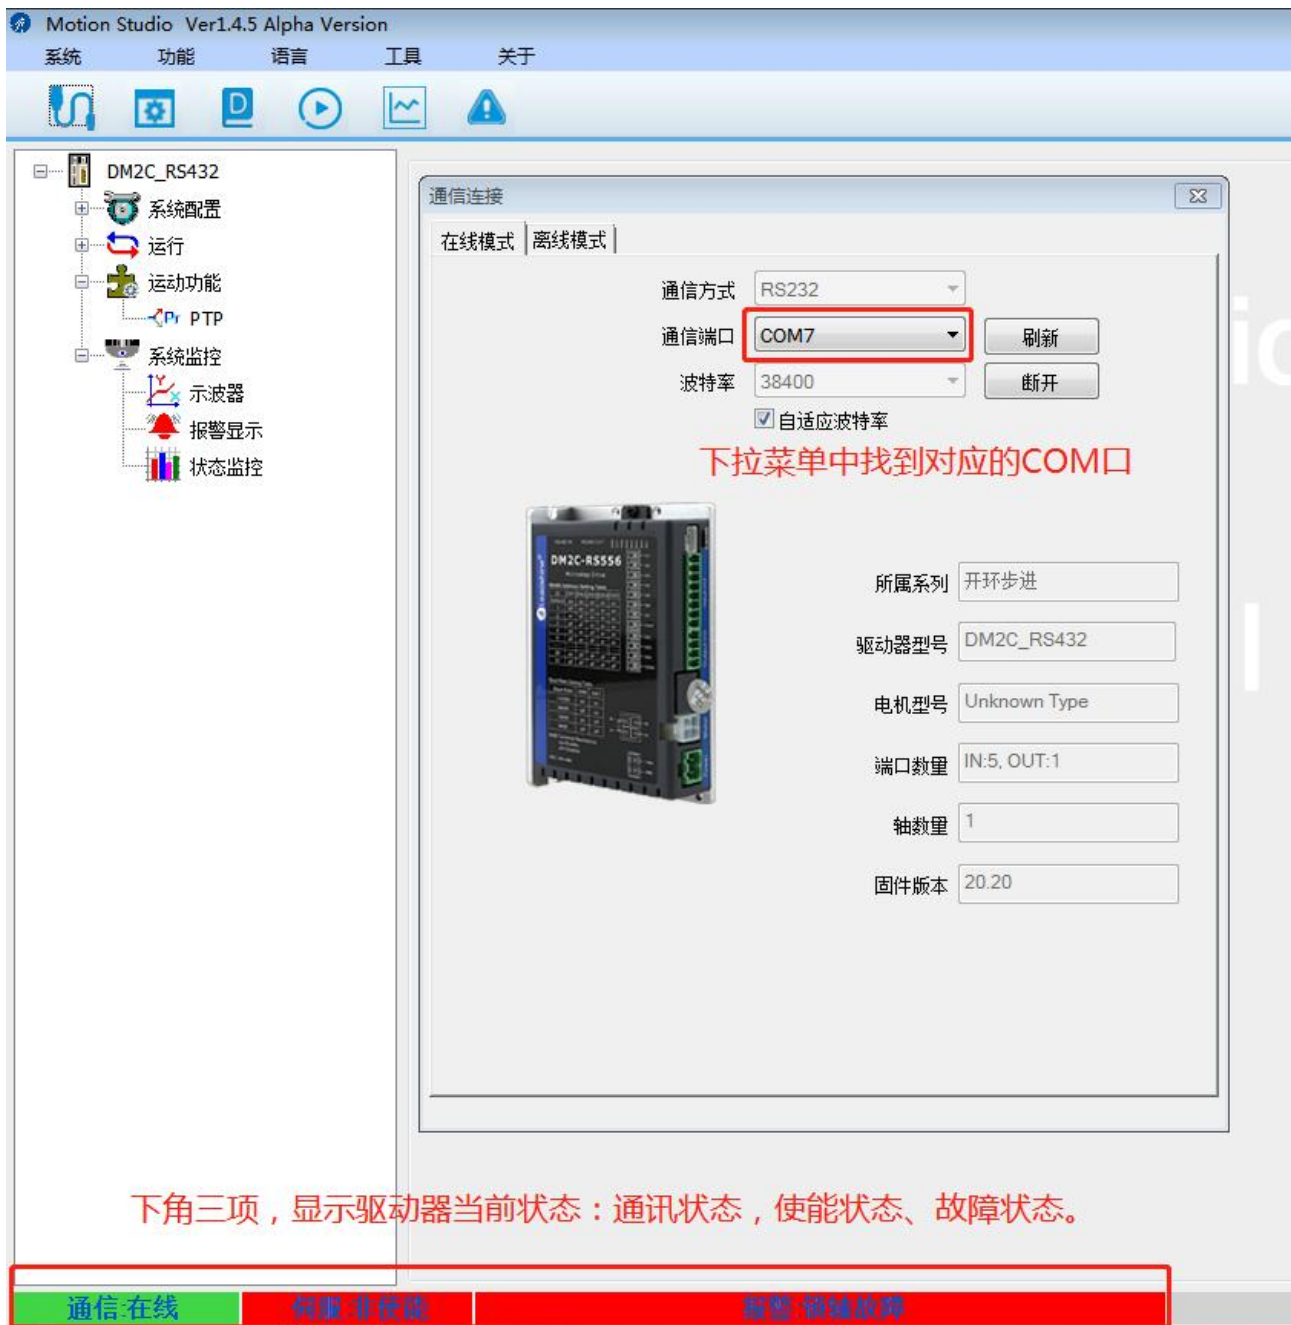 Motion Studio Ver1.4.5 Alpha Version
系统 功能 语言 工具 关于
DM2C_RS432
系统配置
运行
运动功能
Pr PTP
系统监控
示波器
报警显示
状态监控
通信连接
在线模式 离线模式
通信方式 RS232
通信端口 COM7 刷新
波特率 38400 断开
自适应波特率
下拉菜单中找到对应的COM口
DM2C-RS556
所属系列 开环步进
驱动器型号 DM2C_RS432
电机型号 Unknown Type
端口数量 IN:5, OUT:1
轴数量 1
固件版本 20.20
下角三项，显示驱动器当前状态：通讯状态，使能状态、故障状态。
通信:在线 伺服:非使能 报警:锁轴故障